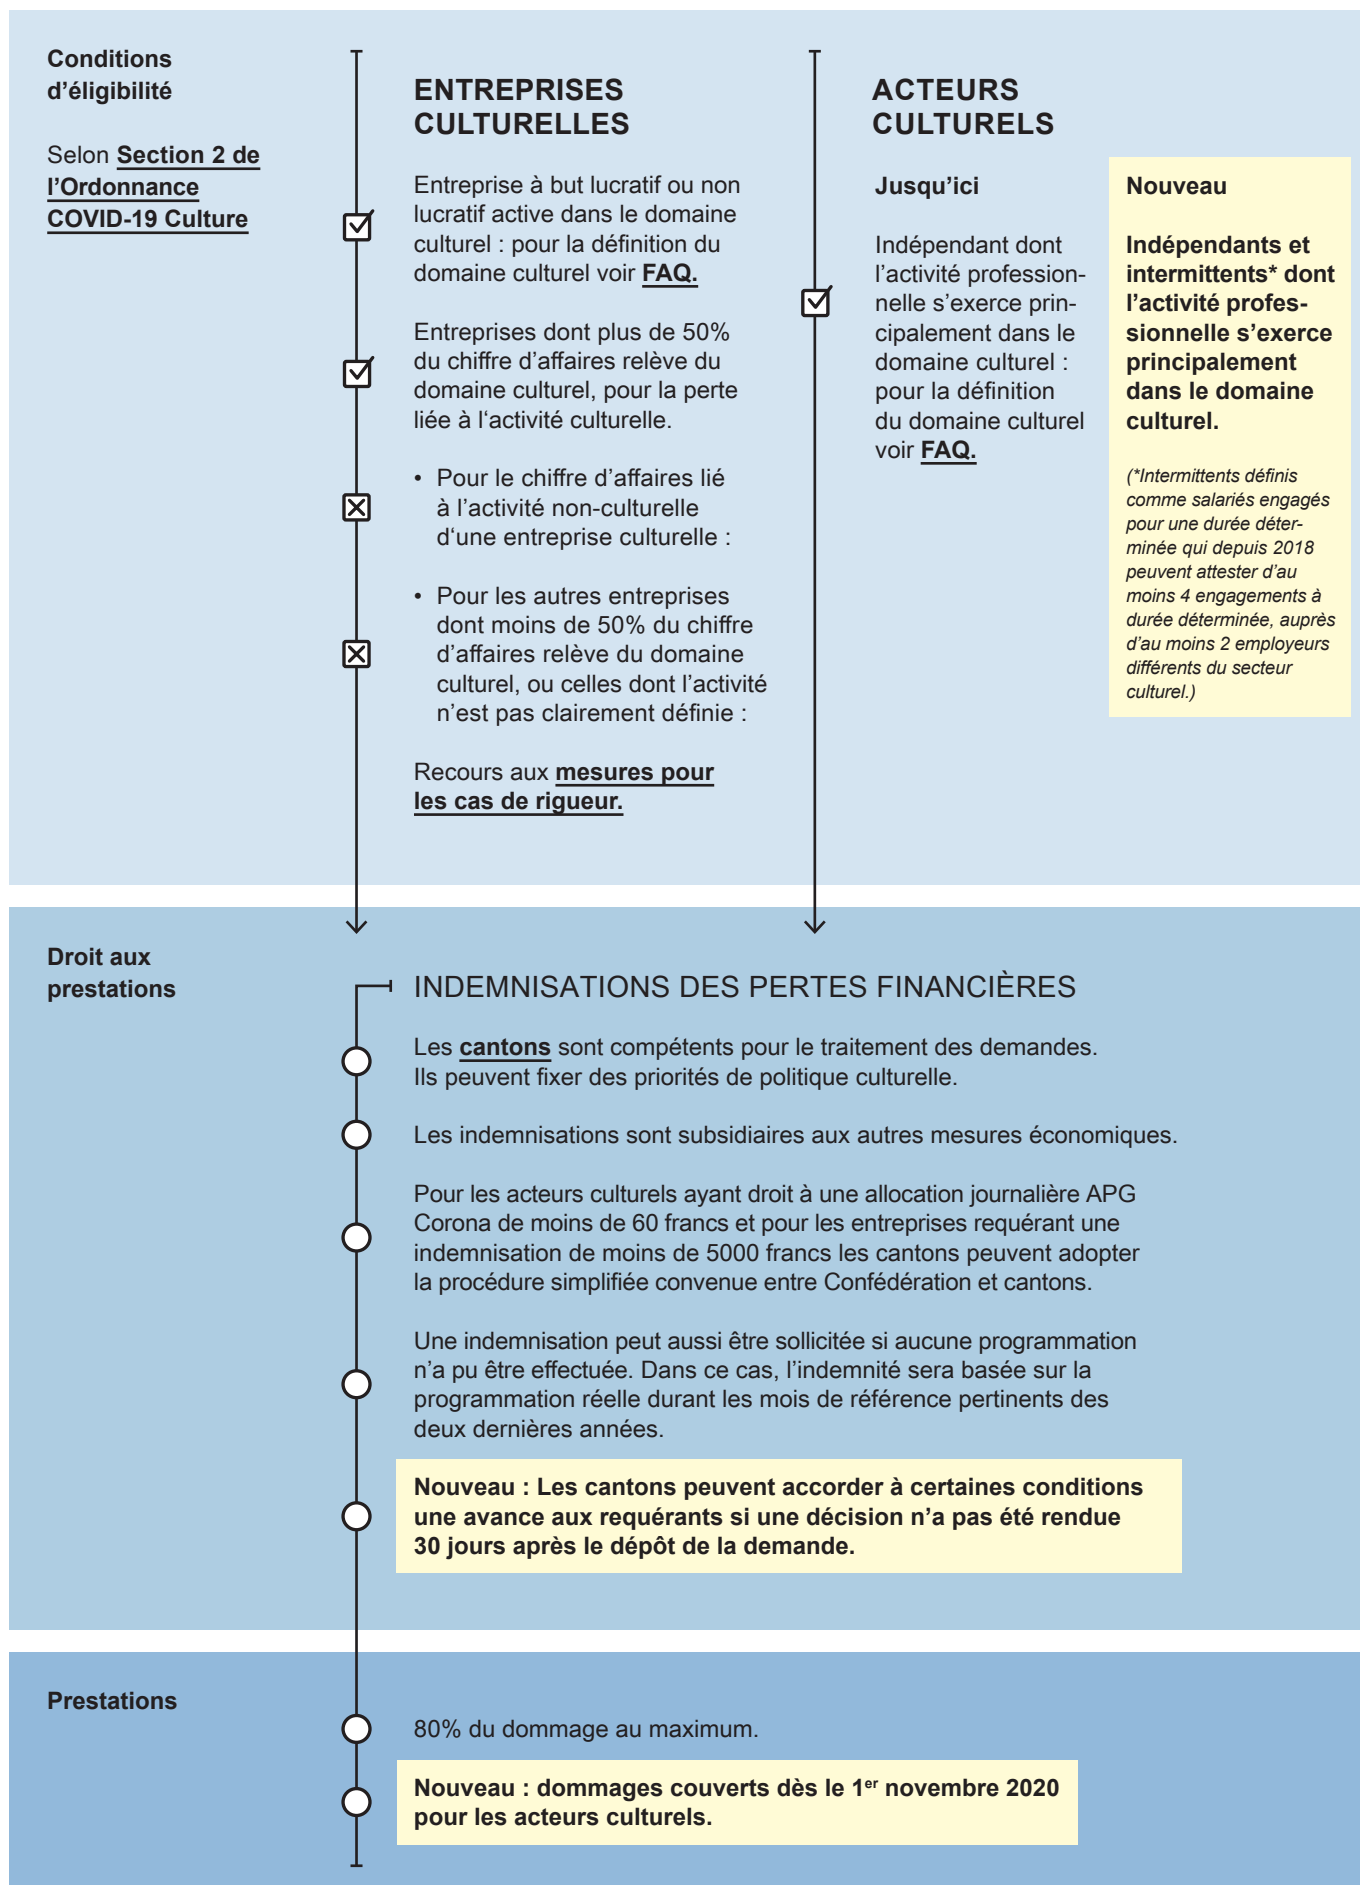 Conditions
d'éligibilité
Selon Section 2 de
l'Ordonnance
COVID-19 Culture
ENTREPRISES
CULTURELLES
Entreprise à but lucratif ou non
lucratif active dans le domaine
culturel : pour la définition du
domaine culturel voir FAQ.
Entreprises dont plus de 50%
du chiffre d'affaires relève du
domaine culturel, pour la perte
liée à l‘activité culturelle.
• Pour le chiffre d'affaires lié
à l'activité non-culturelle
d‘une entreprise culturelle :
• Pour les autres entreprises
dont moins de 50% du chiffre
d'affaires relève du domaine
culturel, ou celles dont l'activité
n'est pas clairement définie :
Recours aux mesures pour
les cas de rigueur.
ACTEURS
CULTURELS
Jusqu'ici
Indépendant dont
l'activité profession-
nelle s'exerce prin-
cipalement dans le
domaine culturel :
pour la définition
du domaine culturel
voir FAQ.
Nouveau
Indépendants et
intermittents* dont
l'activité profes-
sionnelle s'exerce
principalement
dans le domaine
culturel.
(*Intermittents définis
comme salariés engagés
pour une durée déter-
minée qui depuis 2018
peuvent attester d'au
moins 4 engagements à
durée déterminée, auprès
d'au moins 2 employeurs
différents du secteur
culturel.)
Droit aux
prestations
INDEMNISATIONS DES PERTES FINANCIÈRES
Les cantons sont compétents pour le traitement des demandes.
Ils peuvent fixer des priorités de politique culturelle.
Les indemnisations sont subsidiaires aux autres mesures économiques.
Pour les acteurs culturels ayant droit à une allocation journalière APG
Corona de moins de 60 francs et pour les entreprises requérant une
indemnisation de moins de 5000 francs les cantons peuvent adopter
la procédure simplifiée convenue entre Confédération et cantons.
Une indemnisation peut aussi être sollicitée si aucune programmation
n'a pu être effectuée. Dans ce cas, l'indemnité sera basée sur la
programmation réelle durant les mois de référence pertinents des
deux dernières années.
Nouveau : Les cantons peuvent accorder à certaines conditions
une avance aux requérants si une décision n'a pas été rendue
30 jours après le dépôt de la demande.
Prestations
80% du dommage au maximum.
Nouveau : dommages couverts dès le 1er novembre 2020
pour les acteurs culturels.